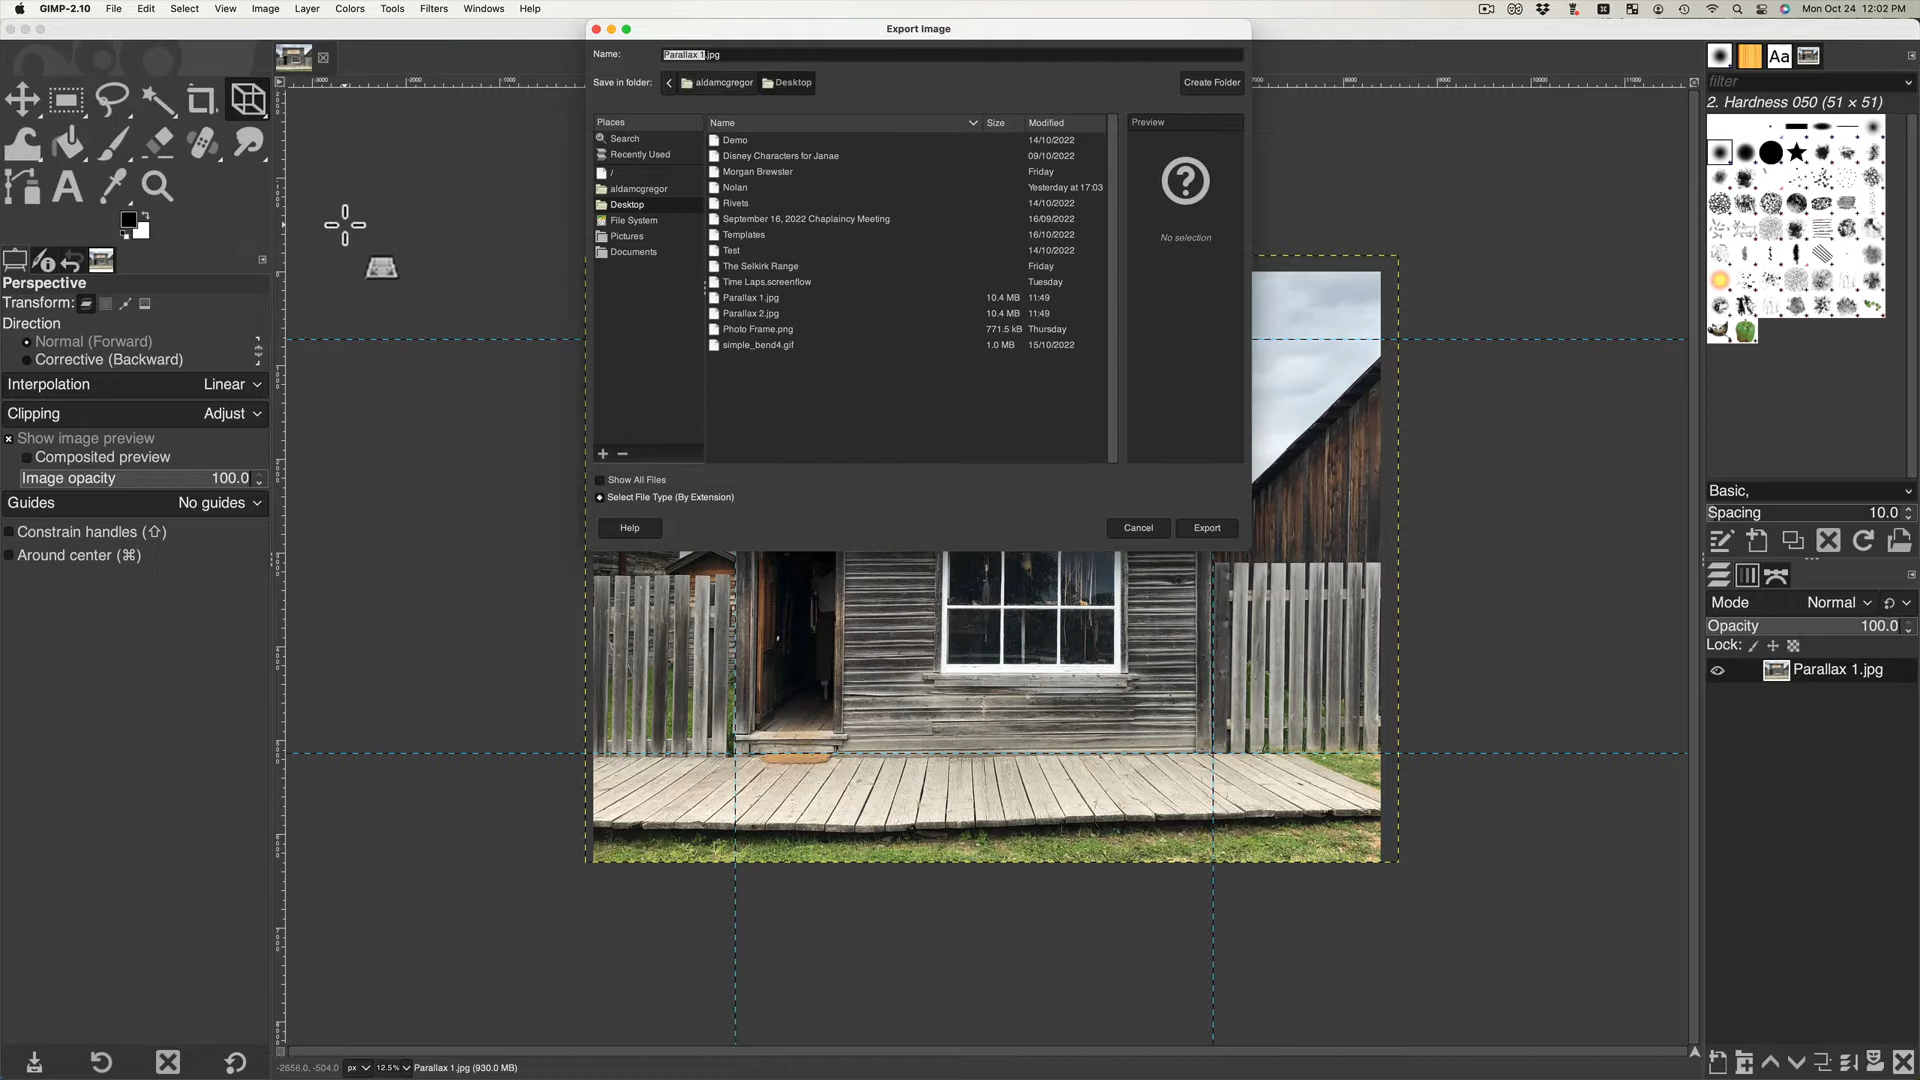 GIMP-2.10 File Edit Select View Image Layer Colors Tools Filters Windows Help Mon Oct 24 12:02 PM
Export Image
Name: Parallax 1.jpg
Save in folder: aldamcgregor Desktop Create Folder
Places
Search
Recently Used
/
aldamcgregor
Desktop
File System
Pictures
Documents
Name Size Modified
Demo 14/10/2022
Disney Characters for Janae 09/10/2022
Morgan Brewster Friday
Nolan Yesterday at 17:03
Rivets 14/10/2022
September 16, 2022 Chaplaincy Meeting 16/09/2022
Templates 16/10/2022
Test 14/10/2022
The Selkirk Range Friday
Time Laps.screenflow Tuesday
Parallax 1.jpg 10.4 MB 11:49
Parallax 2.jpg 10.4 MB 11:49
Photo Frame.png 771.5 kB Thursday
simple_bend4.gif 1.0 MB 15/10/2022
Preview
No selection
Show All Files
Select File Type (By Extension)
Help Cancel Export
Perspective
Transform:
Direction
Normal (Forward)
Corrective (Backward)
Interpolation Linear
Clipping Adjust
Show image preview
Composited preview
Image opacity 100.0
Guides No guides
Constrain handles (⇧)
Around center (⌘)
Aa
filter
2. Hardness 050 (51 × 51)
Basic,
Spacing 10.0
Mode Normal
Opacity 100.0
Lock:
Parallax 1.jpg
-2656.0, -504.0 px 12.5% Parallax 1.jpg (930.0 MB)